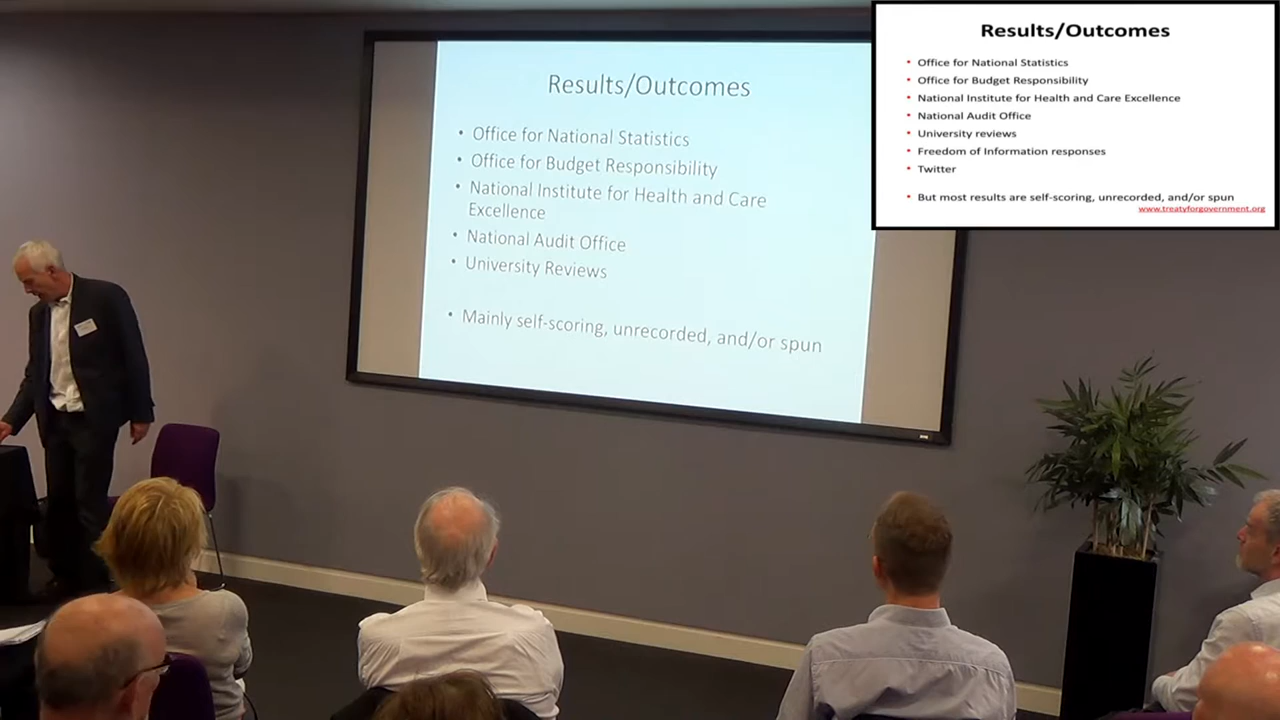 Results/Outcomes
• Office for National Statistics
• Office for Budget Responsibility
• National Institute for Health and Care
Excellence
• National Audit Office
• University Reviews
• Mainly self-scoring, unrecorded, and/or spun
Results/Outcomes
• Office for National Statistics
• Office for Budget Responsibility
• National Institute for Health and Care Excellence
• National Audit Office
• University reviews
• Freedom of Information responses
• Twitter
• But most results are self-scoring, unrecorded, and/or spun
www.treatyforgovernment.org